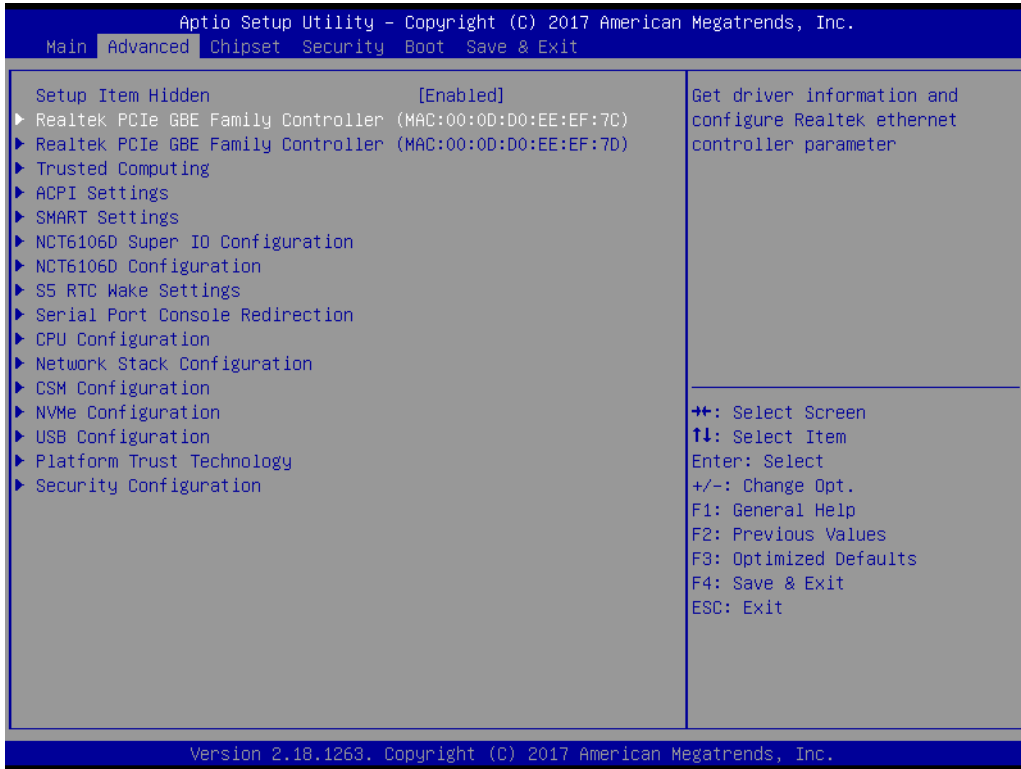 Aptio Setup Utility – Copyright (C) 2017 American Megatrends, Inc.
Main Advanced Chipset Security Boot Save & Exit
Setup Item Hidden [Enabled]
▶ Realtek PCIe GBE Family Controller (MAC:00:0D:D0:EE:EF:7C)
▶ Realtek PCIe GBE Family Controller (MAC:00:0D:D0:EE:EF:7D)
▶ Trusted Computing
▶ ACPI Settings
▶ SMART Settings
▶ NCT6106D Super IO Configuration
▶ NCT6106D Configuration
▶ S5 RTC Wake Settings
▶ Serial Port Console Redirection
▶ CPU Configuration
▶ Network Stack Configuration
▶ CSM Configuration
▶ NVMe Configuration
▶ USB Configuration
▶ Platform Trust Technology
▶ Security Configuration
Get driver information and
configure Realtek ethernet
controller parameter
→←: Select Screen
↑↓: Select Item
Enter: Select
+/-: Change Opt.
F1: General Help
F2: Previous Values
F3: Optimized Defaults
F4: Save & Exit
ESC: Exit
Version 2.18.1263. Copyright (C) 2017 American Megatrends, Inc.